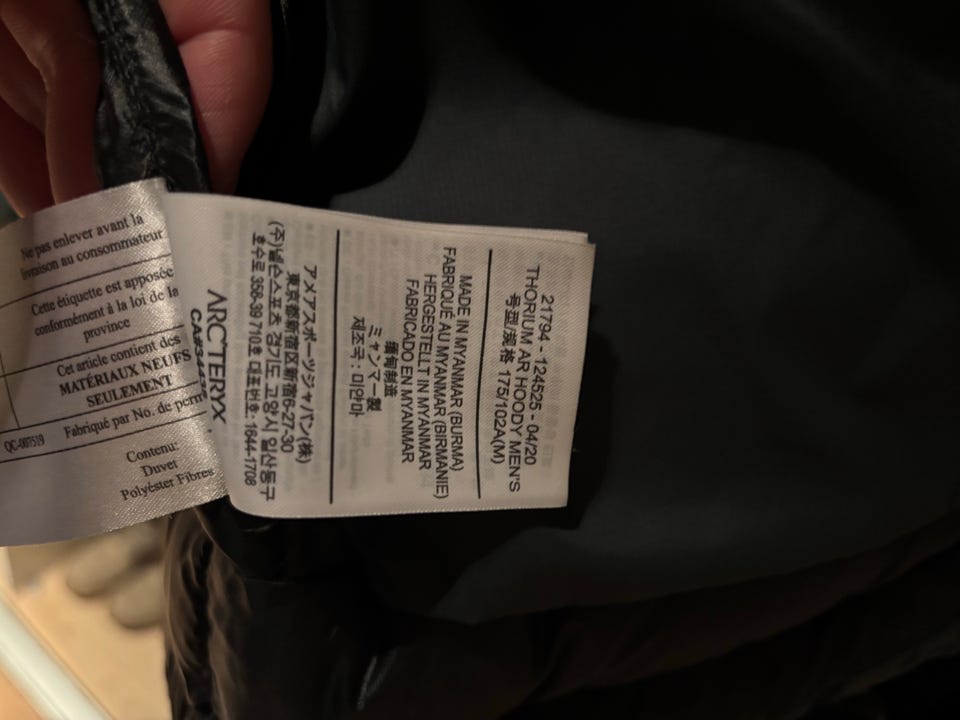 21794 - 124525 - 04/20
THORIUM AR HOODY MEN'S
号型/规格 175/102A(M)
MADE IN MYANMAR (BURMA)
FABRIQUÉ AU MYANMAR (BIRMANIE)
HERGESTELLT IN MYANMAR
FABRICADO EN MYANMAR
缅甸制造
ミャンマー製
제조국 : 미얀마
アメアスポーツジャパン(株)
東京都新宿区新宿6-27-30
(주)넬슨스포츠 경기도 고양시 일산동구
호수로 358-39 710호 대표번호: 1644-1708
ARC'TERYX
Ne pas enlever avant la
livraison au consommateur
Cette étiquette est apposée
conformément à la loi de la
province
Cet article contient des
MATÉRIAUX NEUFS
SEULEMENT
QC-007519 Fabriqué par No. de
Contenu:
Duvet
Polyéster Fibres